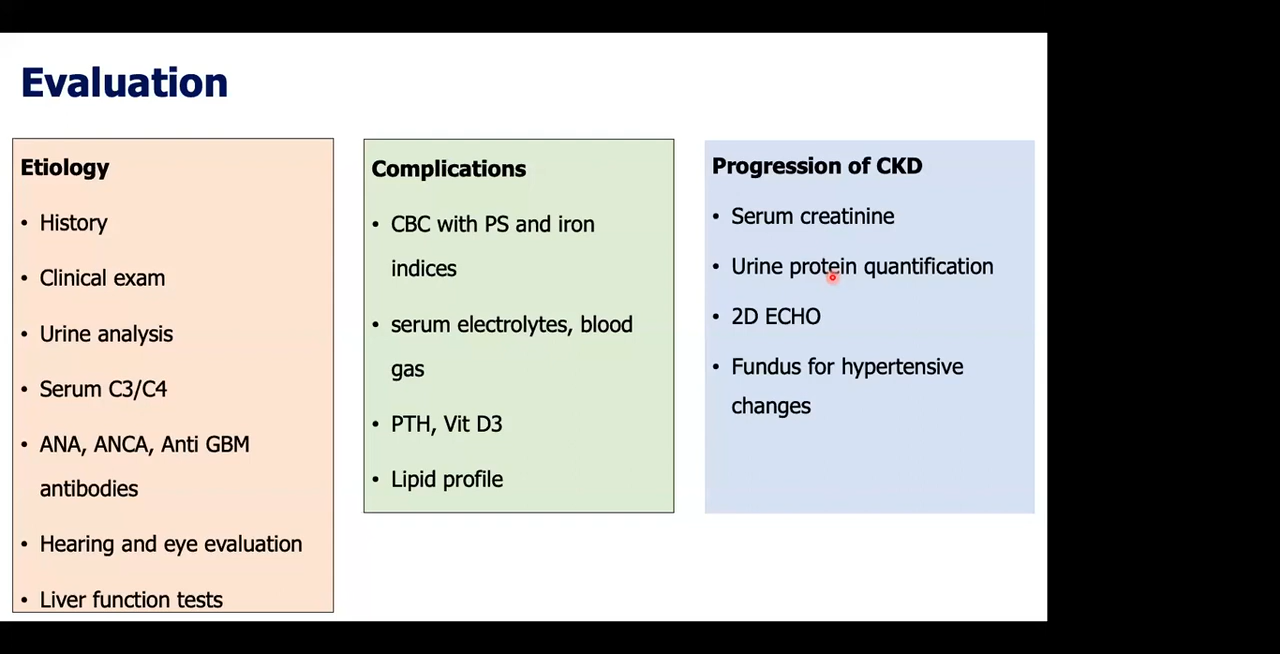 Evaluation
Etiology
• History
• Clinical exam
• Urine analysis
• Serum C3/C4
• ANA, ANCA, Anti GBM
antibodies
• Hearing and eye evaluation
• Liver function tests
Complications
• CBC with PS and iron
indices
• serum electrolytes, blood
gas
• PTH, Vit D3
• Lipid profile
Progression of CKD
• Serum creatinine
• Urine protein quantification
• 2D ECHO
• Fundus for hypertensive
changes